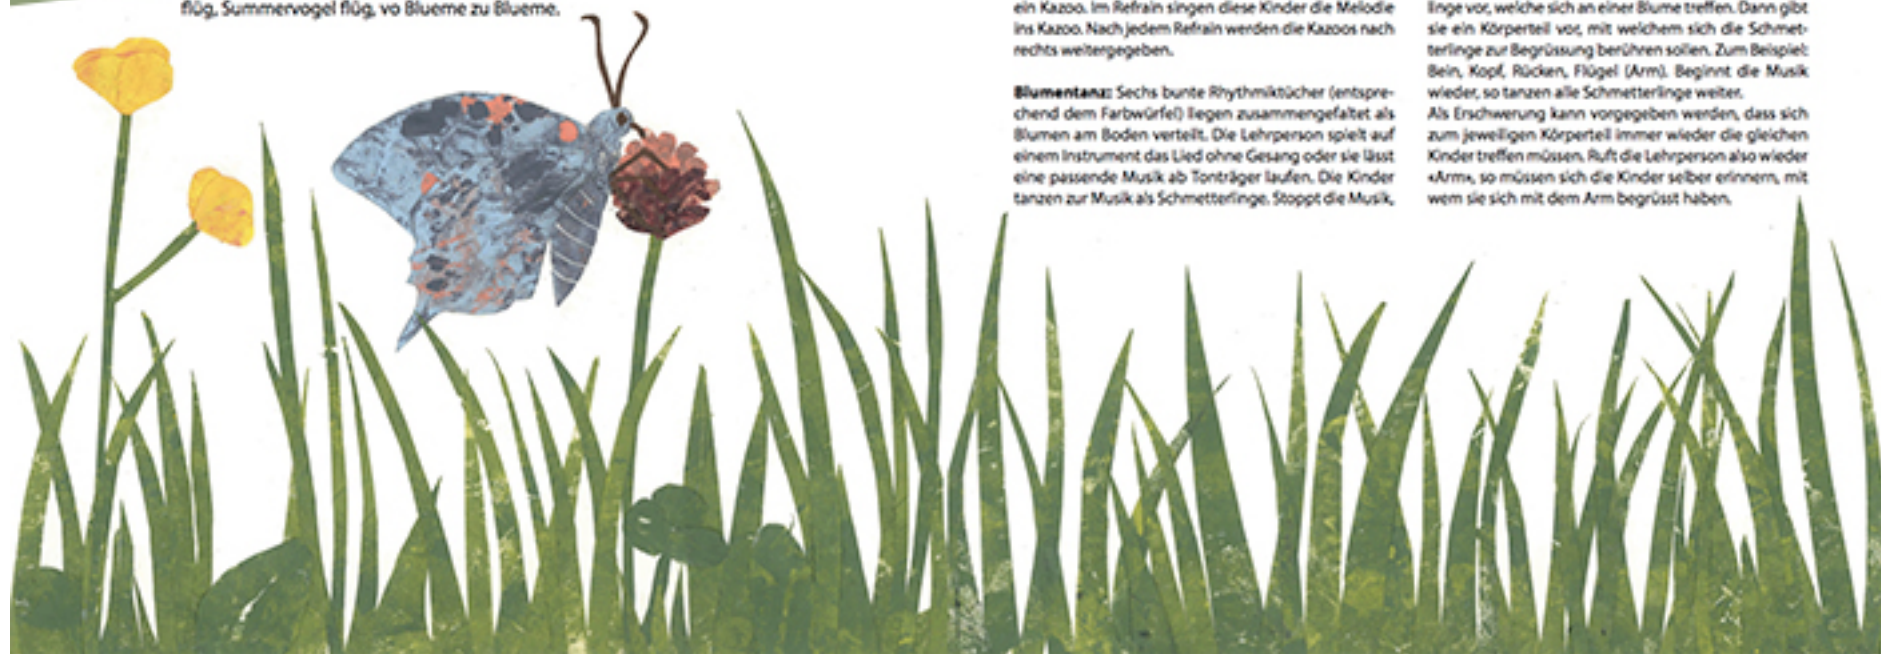 flüg, Summervogel flüg, vo Blueme zu Blueme.
ein Kazoo. Im Refrain singen diese Kinder die Melodie
ins Kazoo. Nach jedem Refrain werden die Kazoos nach
rechts weitergegeben.
Blumentanz: Sechs bunte Rhythmiktücher (entspre-
chend dem Farbwürfel) liegen zusammengefaltet als
Blumen am Boden verteilt. Die Lehrperson spielt auf
einem Instrument das Lied ohne Gesang oder sie lässt
eine passende Musik ab Tonträger laufen. Die Kinder
tanzen zur Musik als Schmetterlinge. Stoppt die Musik,
linge vor, welche sich an einer Blume treffen. Dann gibt
sie ein Körperteil vor, mit welchem sich die Schmet-
terlinge zur Begrüssung berühren sollen. Zum Beispiel:
Bein, Kopf, Rücken, Flügel (Arm). Beginnt die Musik
wieder, so tanzen alle Schmetterlinge weiter.
Als Erschwerung kann vorgegeben werden, dass sich
zum jeweiligen Körperteil immer wieder die gleichen
Kinder treffen müssen. Ruft die Lehrperson also wieder
«Arm», so müssen sich die Kinder selber erinnern, mit
wem sie sich mit dem Arm begrüsst haben.